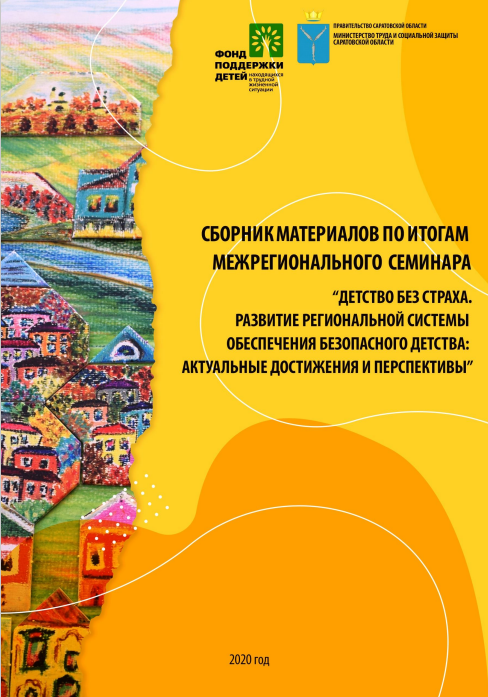 ФОНД
ПОДДЕРЖКИ
ДЕТЕЙ
находящихся
в трудной
жизненной
ситуации
ПРАВИТЕЛЬСТВО САРАТОВСКОЙ ОБЛАСТИ
МИНИСТЕРСТВО ТРУДА И СОЦИАЛЬНОЙ ЗАЩИТЫ
САРАТОВСКОЙ ОБЛАСТИ
СБОРНИК МАТЕРИАЛОВ ПО ИТОГАМ
МЕЖРЕГИОНАЛЬНОГО СЕМИНАРА
“ДЕТСТВО БЕЗ СТРАХА.
РАЗВИТИЕ РЕГИОНАЛЬНОЙ СИСТЕМЫ
ОБЕСПЕЧЕНИЯ БЕЗОПАСНОГО ДЕТСТВА:
АКТУАЛЬНЫЕ ДОСТИЖЕНИЯ И ПЕРСПЕКТИВЫ”
2020 год